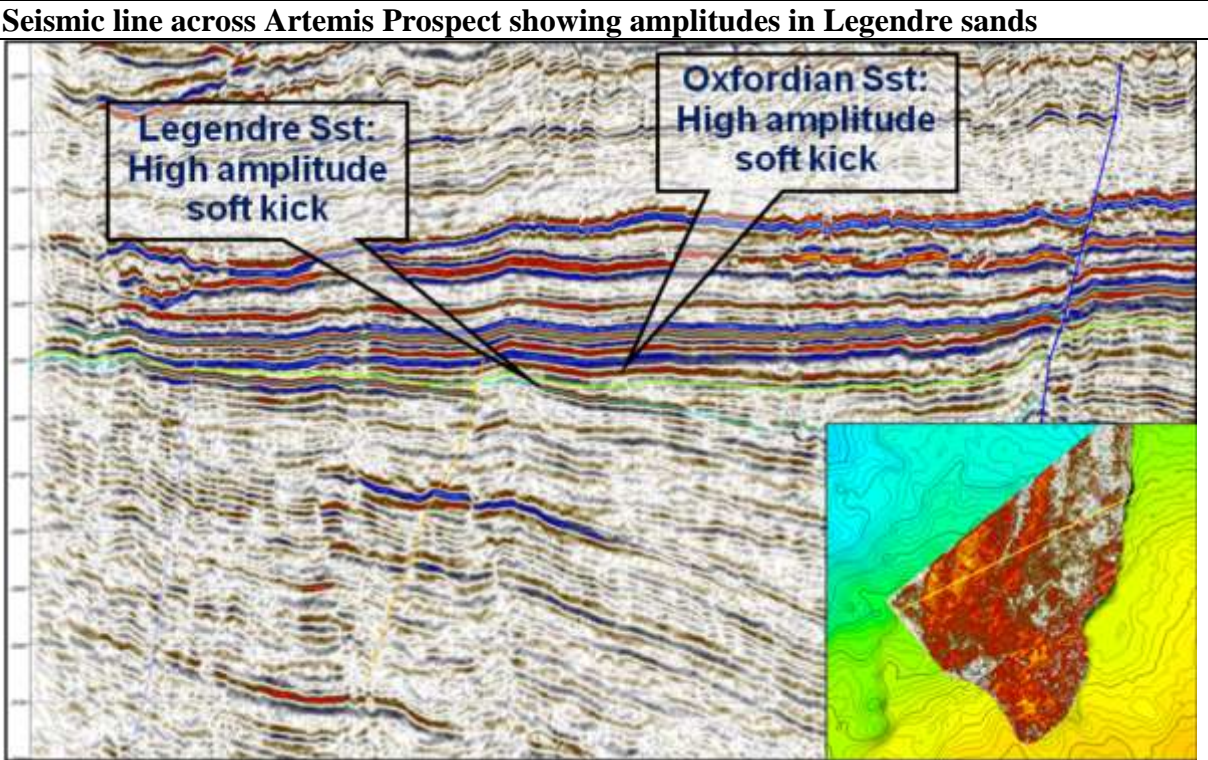 Seismic line across Artemis Prospect showing amplitudes in Legendre sands
Legendre Sst:
High amplitude
soft kick
Oxfordian Sst:
High amplitude
soft kick